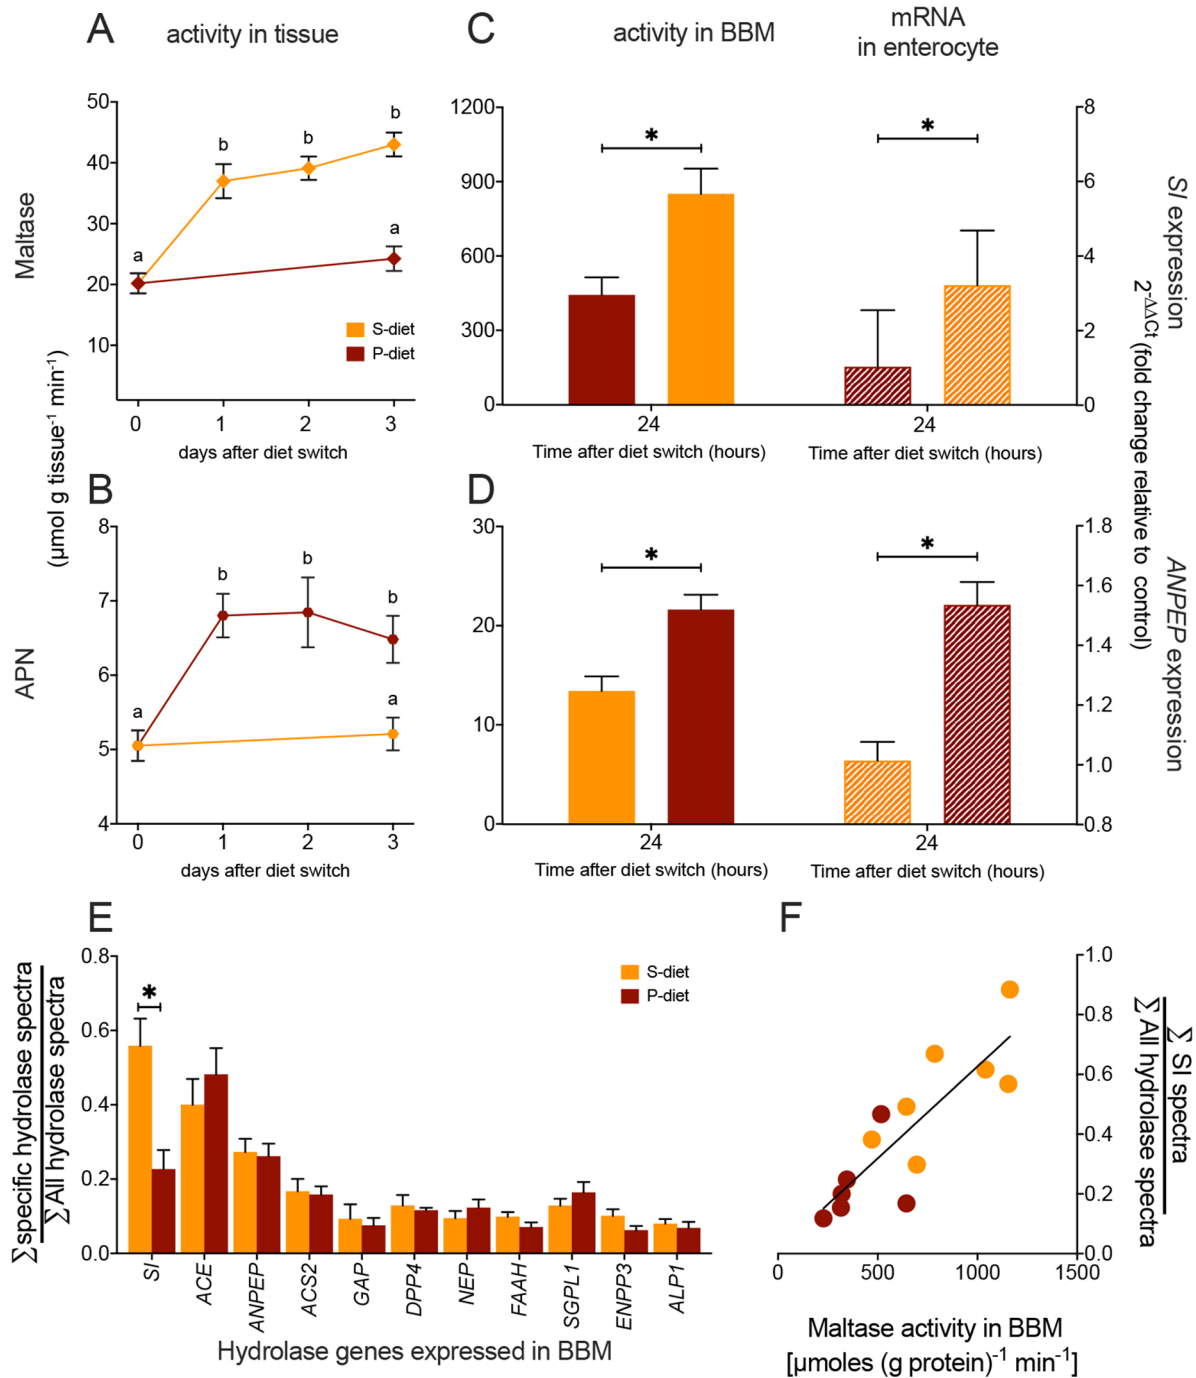 A
activity in tissue
Maltase
50
40
30
20
10
a
b
b
b
a
S-diet
P-diet
0 1 2 3
days after diet switch
(µmol g tissue⁻¹ min⁻¹)
B
APN
8
7
6
5
4
a
b
b
b
a
0 1 2 3
days after diet switch
C
activity in BBM
mRNA
in enterocyte
1200
900
600
300
0
*
*
8
6
4
2
0
24
24
Time after diet switch (hours)
Time after diet switch (hours)
SI expression
2^-ΔΔCt (fold change relative to control)
D
30
20
10
0
*
*
1.8
1.6
1.4
1.2
1.0
0.8
24
24
Time after diet switch (hours)
Time after diet switch (hours)
ANPEP expression
E
∑specific hydrolase spectra
∑All hydrolase spectra
0.8
0.6
0.4
0.2
0.0
*
S-diet
P-diet
SI
ACE
ANPEP
ACS2
GAP
DPP4
NEP
FAAH
SGPL1
ENPP3
ALP1
Hydrolase genes expressed in BBM
F
1.0
0.8
0.6
0.4
0.2
0.0
∑ SI spectra
∑ All hydrolase spectra
0 500 1000 1500
Maltase activity in BBM
[µmoles (g protein)⁻¹ min⁻¹]